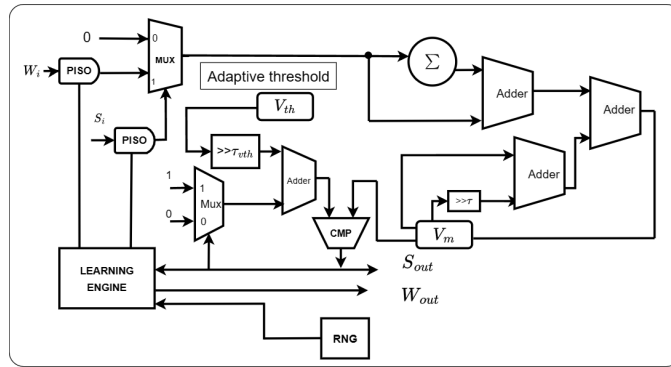 0
0
MUX
1
W_i
PISO
S_i
PISO
Adaptive threshold
V_th
>>τ_vth
Adder
1
1
Mux
0
0
CMP
Σ
Adder
Adder
Adder
>>τ
V_m
S_out
W_out
LEARNING
ENGINE
RNG